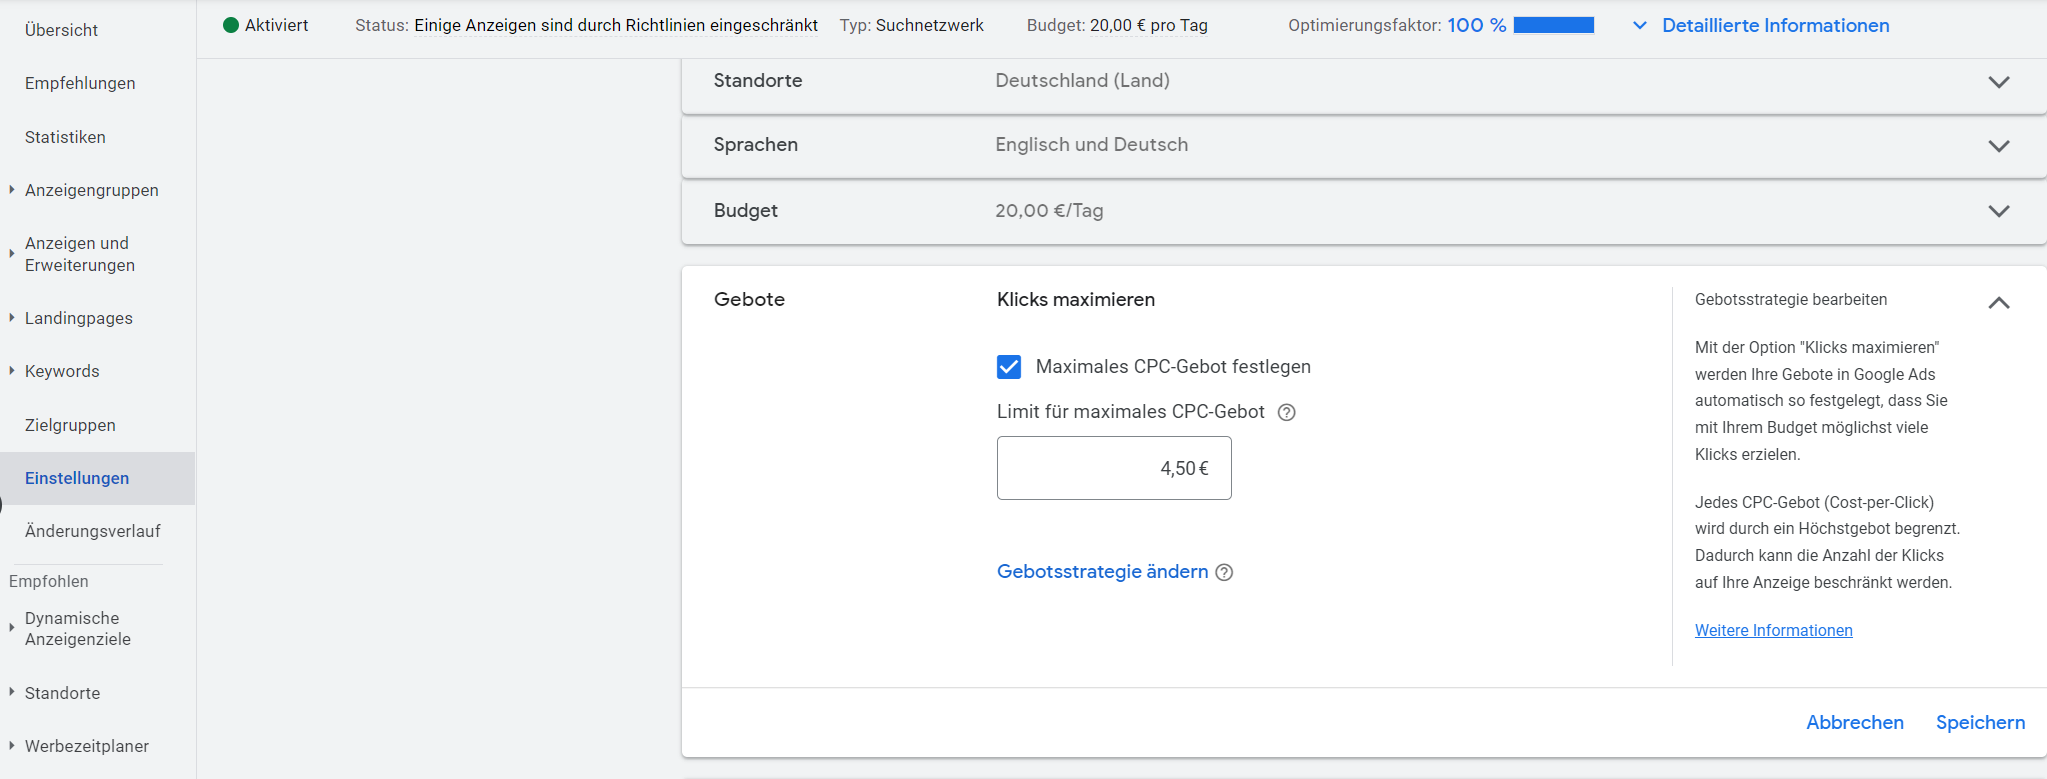 Übersicht
Empfehlungen
Statistiken
Anzeigengruppen
Anzeigen und
Erweiterungen
Landingpages
Keywords
Zielgruppen
Einstellungen
Änderungsverlauf
Empfohlen
Dynamische
Anzeigenziele
Standorte
Werbezeitplaner
Aktiviert Status: Einige Anzeigen sind durch Richtlinien eingeschränkt Typ: Suchnetzwerk Budget: 20,00 € pro Tag Optimierungsfaktor: 100 % Detaillierte Informationen
Standorte Deutschland (Land)
Sprachen Englisch und Deutsch
Budget 20,00 €/Tag
Gebote Klicks maximieren
Maximales CPC-Gebot festlegen
Limit für maximales CPC-Gebot
4,50 €
Gebotsstrategie ändern
Gebotsstrategie bearbeiten
Mit der Option "Klicks maximieren"
werden Ihre Gebote in Google Ads
automatisch so festgelegt, dass Sie
mit Ihrem Budget möglichst viele
Klicks erzielen.
Jedes CPC-Gebot (Cost-per-Click)
wird durch ein Höchstgebot begrenzt.
Dadurch kann die Anzahl der Klicks
auf Ihre Anzeige beschränkt werden.
Weitere Informationen
Abbrechen Speichern